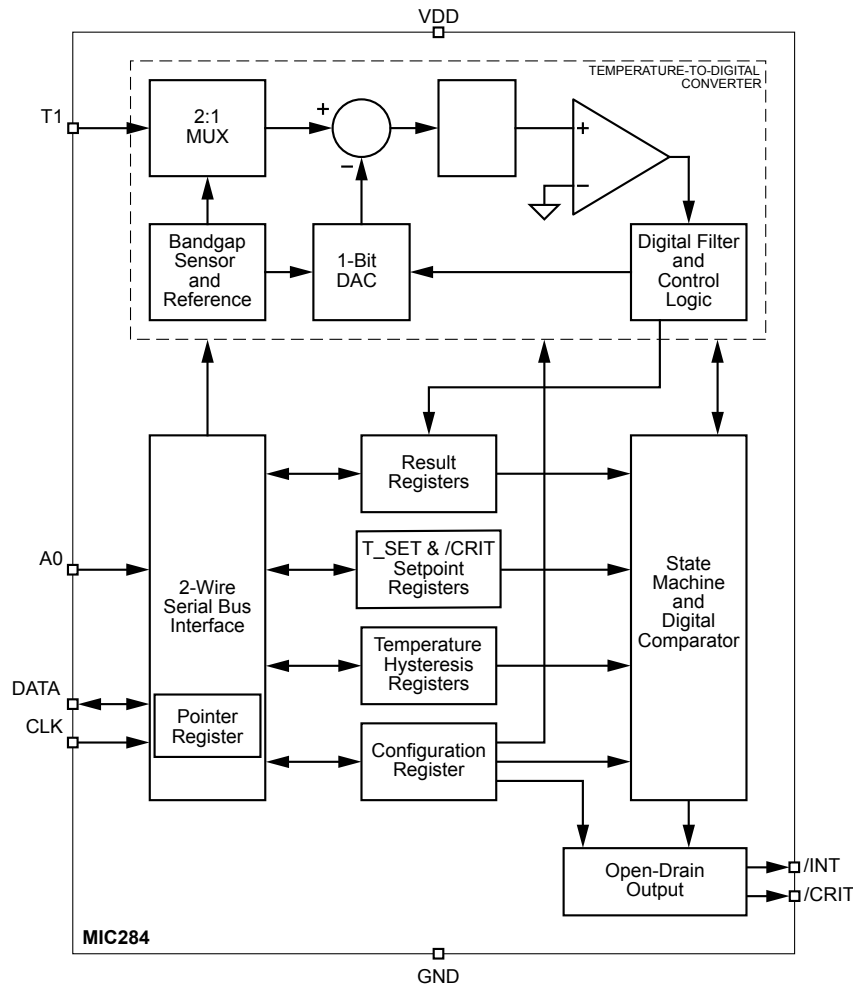 VDD
TEMPERATURE-TO-DIGITAL
CONVERTER
T1
2:1
MUX
+
−
+
−
Bandgap
Sensor
and
Reference
1-Bit
DAC
Digital Filter
and
Control
Logic
A0
DATA
CLK
2-Wire
Serial Bus
Interface
Pointer
Register
Result
Registers
T_SET & /CRIT
Setpoint
Registers
Temperature
Hysteresis
Registers
Configuration
Register
State
Machine
and
Digital
Comparator
Open-Drain
Output
/INT
/CRIT
MIC284
GND